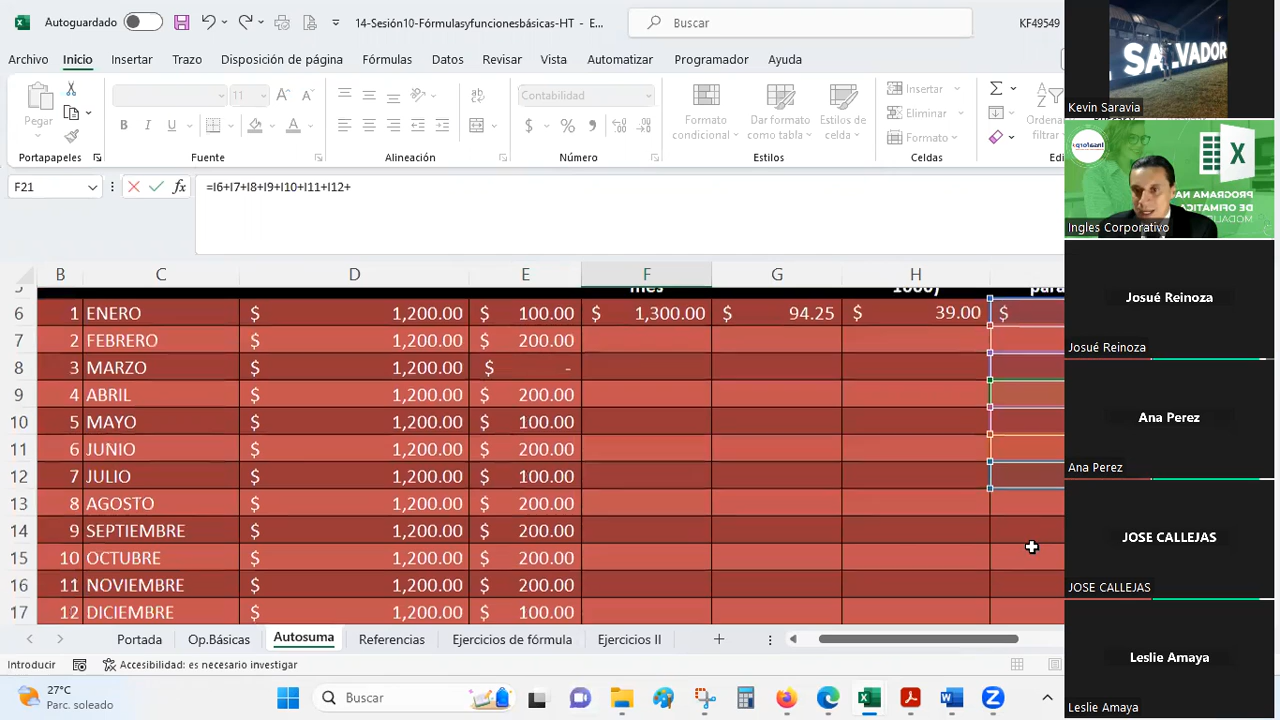 Autoguardado
14-Sesión10-Fórmulasyfuncionesbásicas-HT - E...
Buscar
KF49549
Archivo Inicio Insertar Trazo Disposición de página Fórmulas Datos Revisar Vista Automatizar Programador Ayuda
Pegar
11
N K S
Contabilidad
$ % 000
Formato condicional
Dar formato como tabla
Estilos de celda
Insertar
Eliminar
Formato
Ordena
filtrar
Portapapeles Fuente Alineación Número Estilos Celdas Edi
F21
=I6+I7+I8+I9+I10+I11+I12+
B C D E F G H
mes 1000) para
6 1 ENERO $ 1,200.00 $ 100.00 $ 1,300.00 $ 94.25 $ 39.00 $
7 2 FEBRERO $ 1,200.00 $ 200.00
8 3 MARZO $ 1,200.00 $ -
9 4 ABRIL $ 1,200.00 $ 200.00
10 5 MAYO $ 1,200.00 $ 100.00
11 6 JUNIO $ 1,200.00 $ 200.00
12 7 JULIO $ 1,200.00 $ 100.00
13 8 AGOSTO $ 1,200.00 $ 200.00
14 9 SEPTIEMBRE $ 1,200.00 $ 200.00
15 10 OCTUBRE $ 1,200.00 $ 200.00
16 11 NOVIEMBRE $ 1,200.00 $ 200.00
17 12 DICIEMBRE $ 1,200.00 $ 100.00
Portada Op.Básicas Autosuma Referencias Ejercicios de fórmula Ejercicios II
Introducir
Accesibilidad: es necesario investigar
27°C
Parc. soleado
Buscar
SALVADOR
Kevin Saravia
PROGRAMA NA
DE OFIMATICA
Ingles Corporativo
Josué Reinoza
Josué Reinoza
Ana Perez
Ana Perez
JOSE CALLEJAS
JOSE CALLEJAS
Leslie Amaya
Leslie Amaya